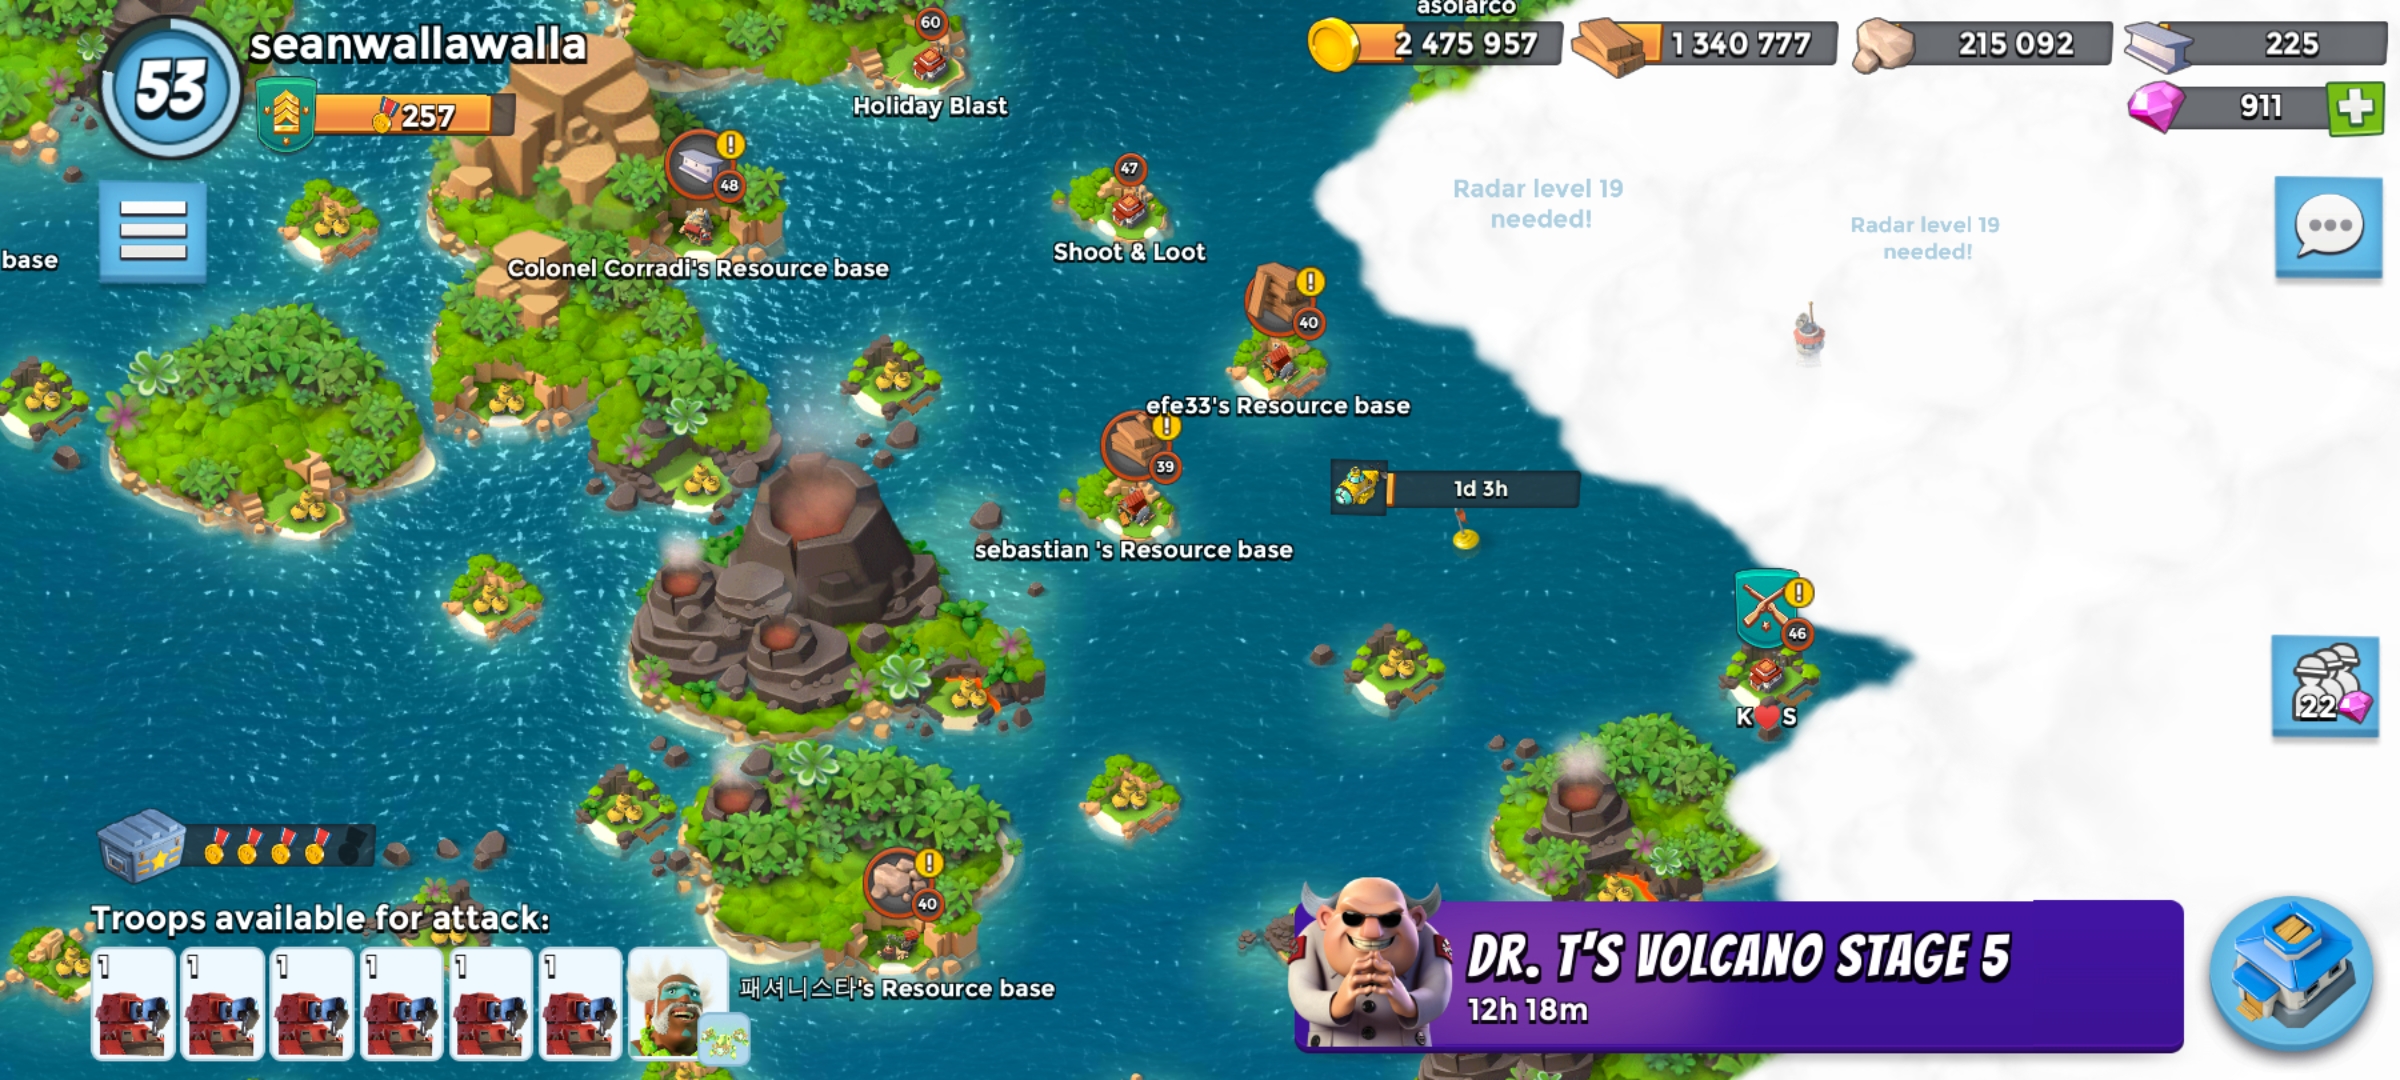 asolarco
53
seanwallawalla
257
60
Holiday Blast
2 475 957
1 340 777
215 092
225
911
48
Colonel Corradi's Resource base
47
Shoot & Loot
Radar level 19
needed!
Radar level 19
needed!
base
40
efe33's Resource base
39
sebastian 's Resource base
1d 3h
46
K❤S
22
40
패셔니스타's Resource base
Troops available for attack:
1
1
1
1
1
1
DR. T'S VOLCANO STAGE 5
12h 18m